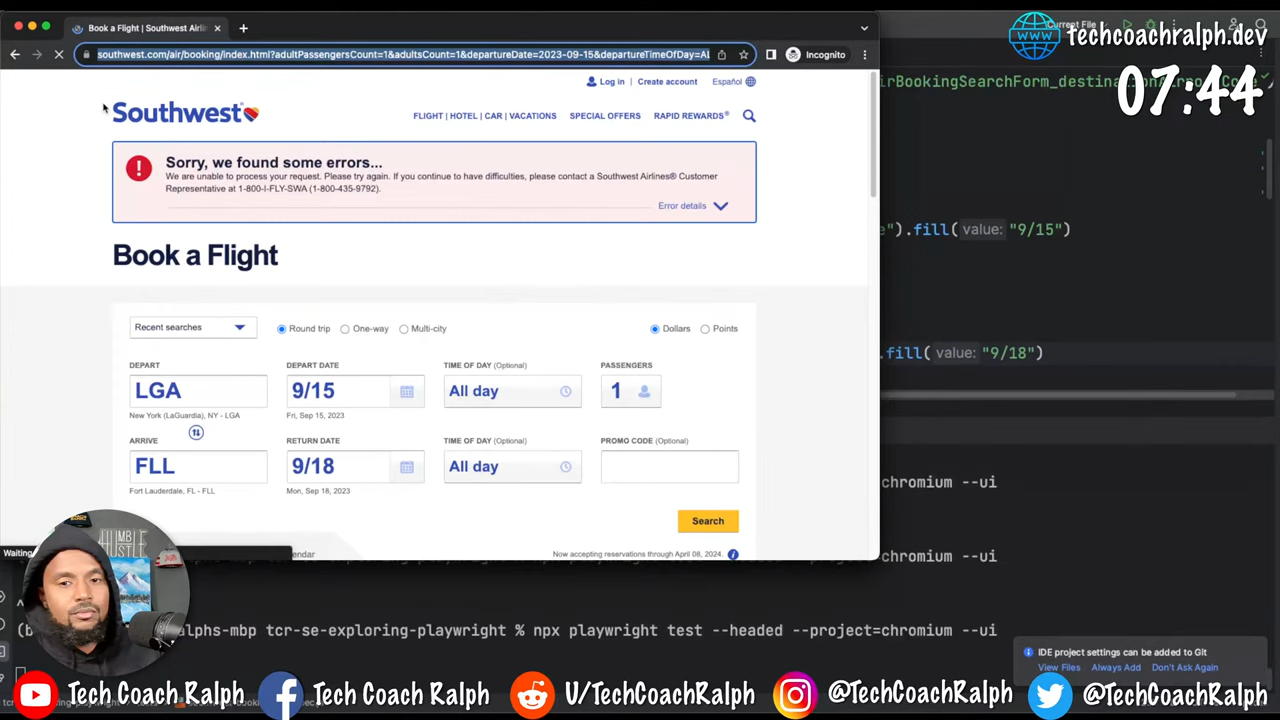 Book a Flight | Southwest Airlin
Current File
techcoachralph.dev
07:44
southwest.com/air/booking/index.html?adultPassengersCount=1&adultsCount=1&departureDate=2023-09-15&departureTimeOfDay=AL
Incognito
Log in | Create account Español
Southwest
FLIGHT | HOTEL | CAR | VACATIONS SPECIAL OFFERS RAPID REWARDS®
Sorry, we found some errors...
We are unable to process your request. Please try again. If you continue to have difficulties, please contact a Southwest Airlines® Customer
Representative at 1-800-I-FLY-SWA (1-800-435-9792).
Error details
e").fill( value: "9/15")
Book a Flight
Recent searches
Round trip One-way Multi-city
Dollars Points
.fill( value: "9/18")
DEPART DEPART DATE TIME OF DAY (Optional) PASSENGERS
LGA 9/15 All day 1
New York (LaGuardia), NY - LGA Fri, Sep 15, 2023
ARRIVE RETURN DATE TIME OF DAY (Optional) PROMO CODE (Optional)
FLL 9/18 All day
Fort Lauderdale, FL - FLL Mon, Sep 18, 2023
chromium --ui
Search
Waiting
Now accepting reservations through April 08, 2024.
chromium --ui
HUMBLE
HUSTLE
alphs-mbp tcr-se-exploring-playwright % npx playwright test --headed --project=chromium --ui
IDE project settings can be added to Git
View Files Always Add Don't Ask Again
Tech Coach Ralph Tech Coach Ralph U/TechCoachRalph @TechCoachRalph @TechCoachRalph